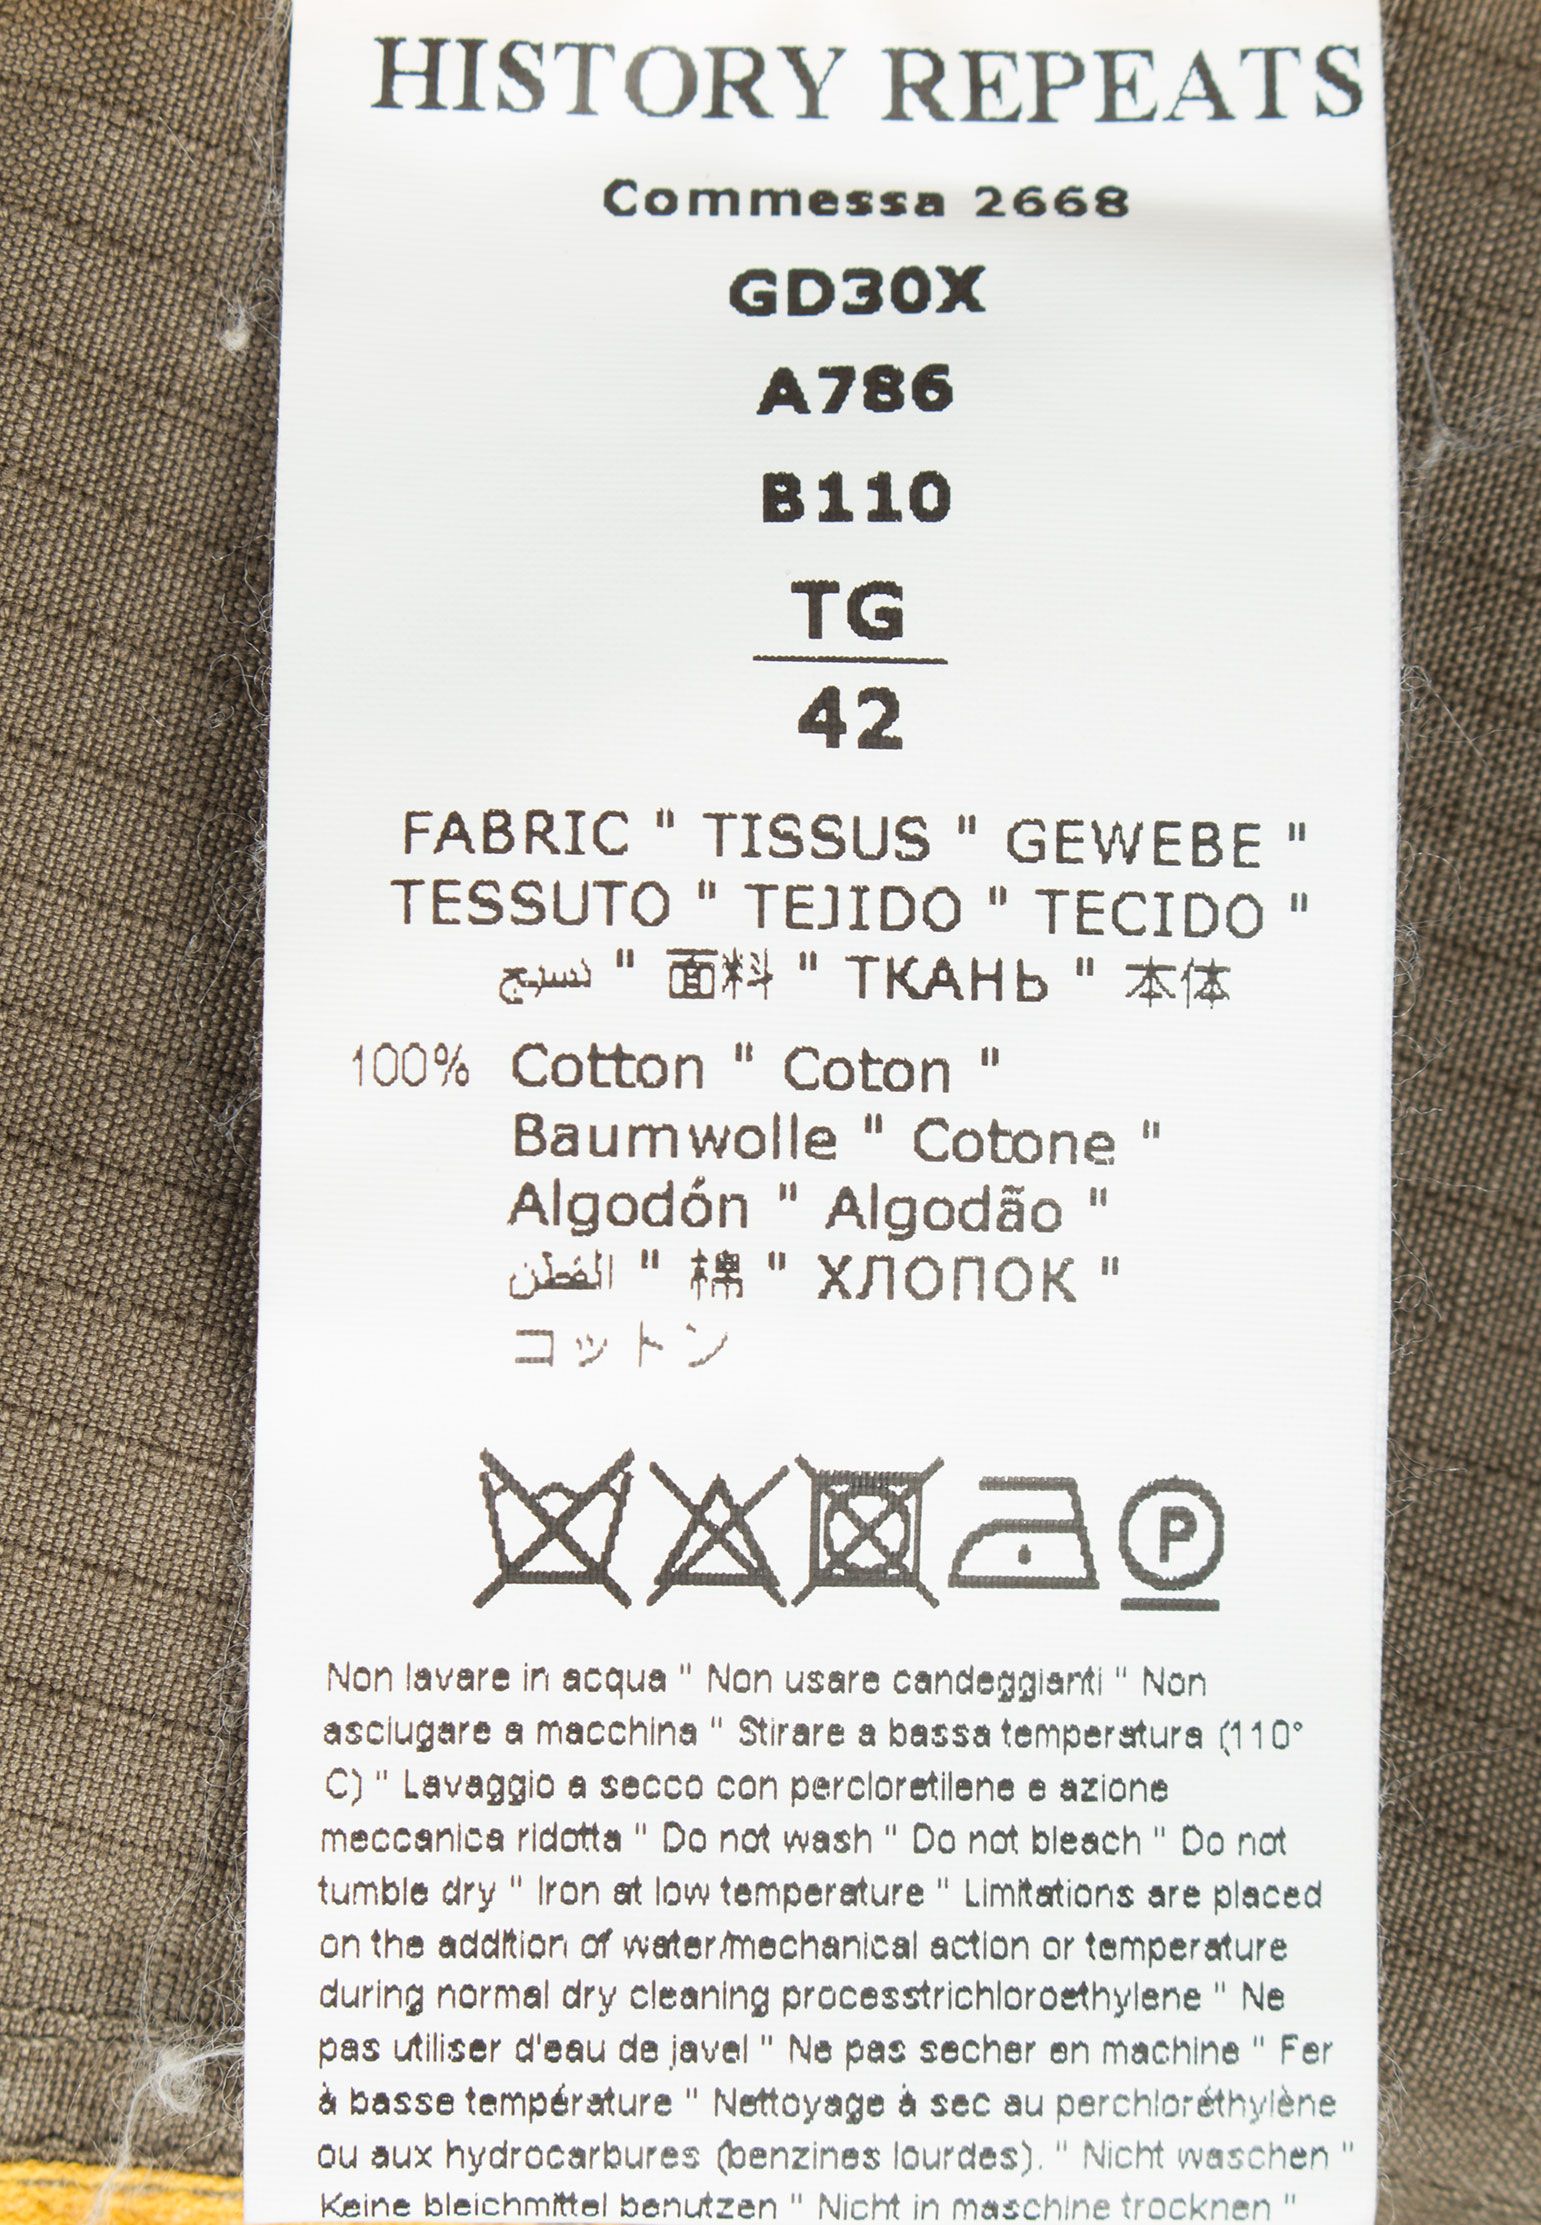 HISTORY REPEATS
Commessa 2668
GD30X
A786
B110
TG
42
FABRIC " TISSUS " GEWEBE "
TESSUTO " TEJIDO " TECIDO "
نسيج " 面料 " ТКАНЬ " 本体
100% Cotton " Coton "
Baumwolle " Cotone "
Algodón " Algodão "
القطن " 棉 " ХЛОПОК "
コットン
P
Non lavare in acqua " Non usare candeggianti " Non
asciugare a macchina " Stirare a bassa temperatura (110°
C) " Lavaggio a secco con percloretilene e azione
meccanica ridotta " Do not wash " Do not bleach " Do not
tumble dry " Iron at low temperature " Limitations are placed
on the addition of water/mechanical action or temperature
during normal dry cleaning processtrichloroethylene " Ne
pas utiliser d'eau de javel " Ne pas secher en machine " Fer
à basse température " Nettoyage à sec au perchloréthylène
ou aux hydrocarbures (benzines lourdes). " Nicht waschen "
Keine bleichmittel benutzen " Nicht in maschine trocknen "